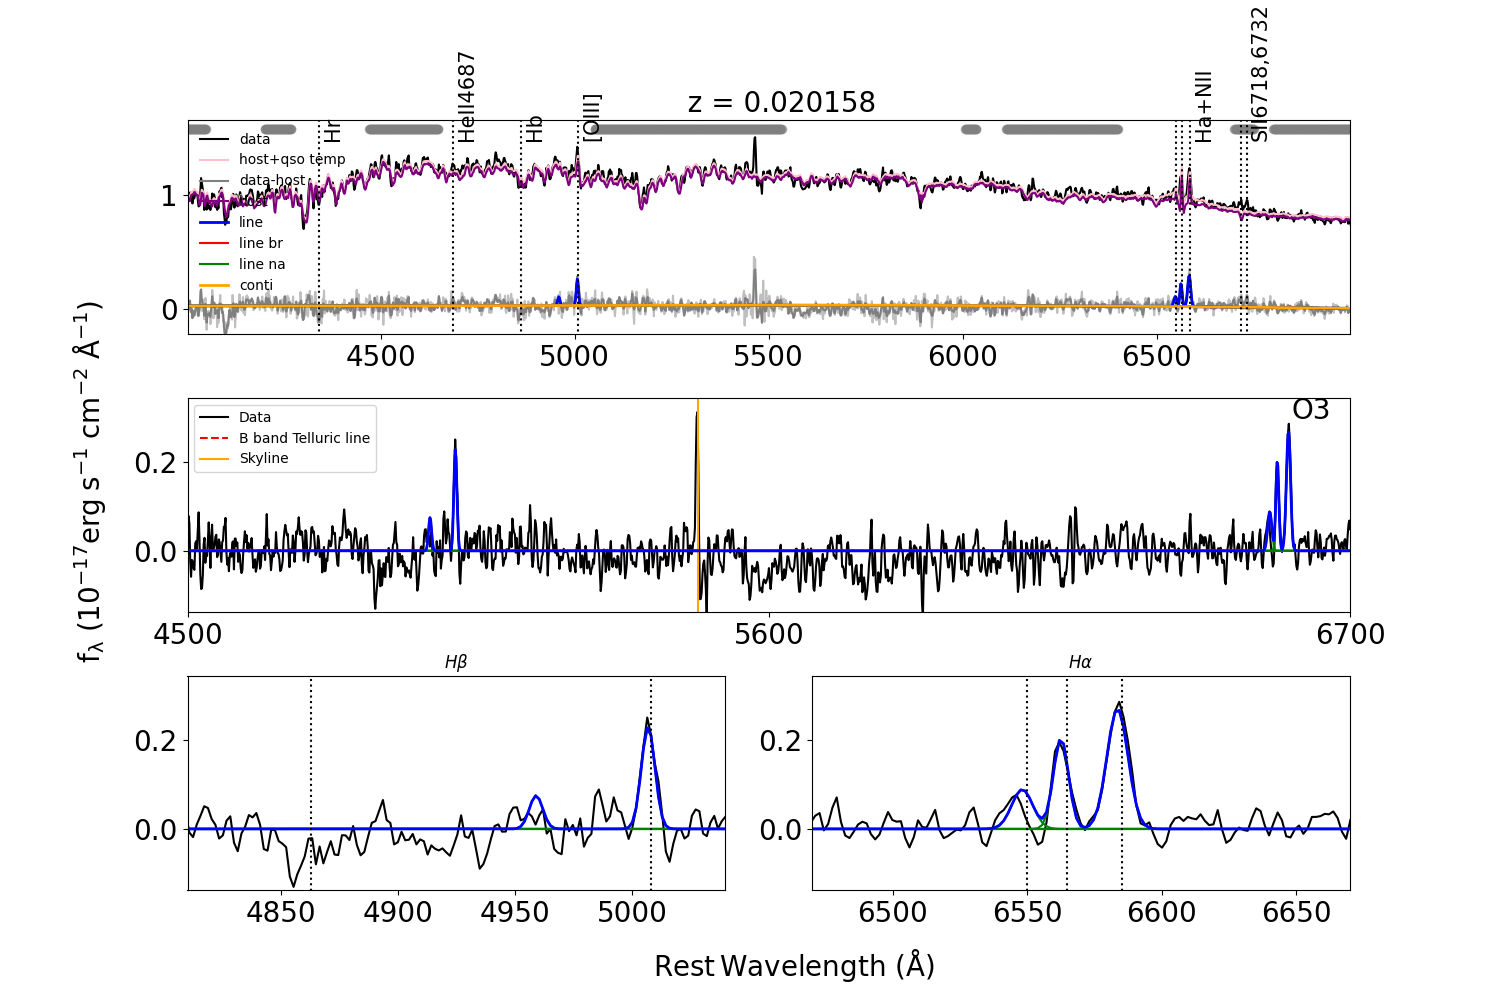 z = 0.020158
Hr
HeII4687
Hb
[OIII]
Ha+NII
SII6718,6732
data
host+qso temp
data-host
host
line
line br
line na
conti
1
0
4500 5000 5500 6000 6500
O3
Data
B band Telluric line
Skyline
0.2
0.0
4500 5600 6700
fλ (10⁻¹⁷erg s⁻¹ cm⁻² Å⁻¹)
Hβ
0.2
0.0
4850 4900 4950 5000
Hα
0.2
0.0
6500 6550 6600 6650
Rest Wavelength (Å)